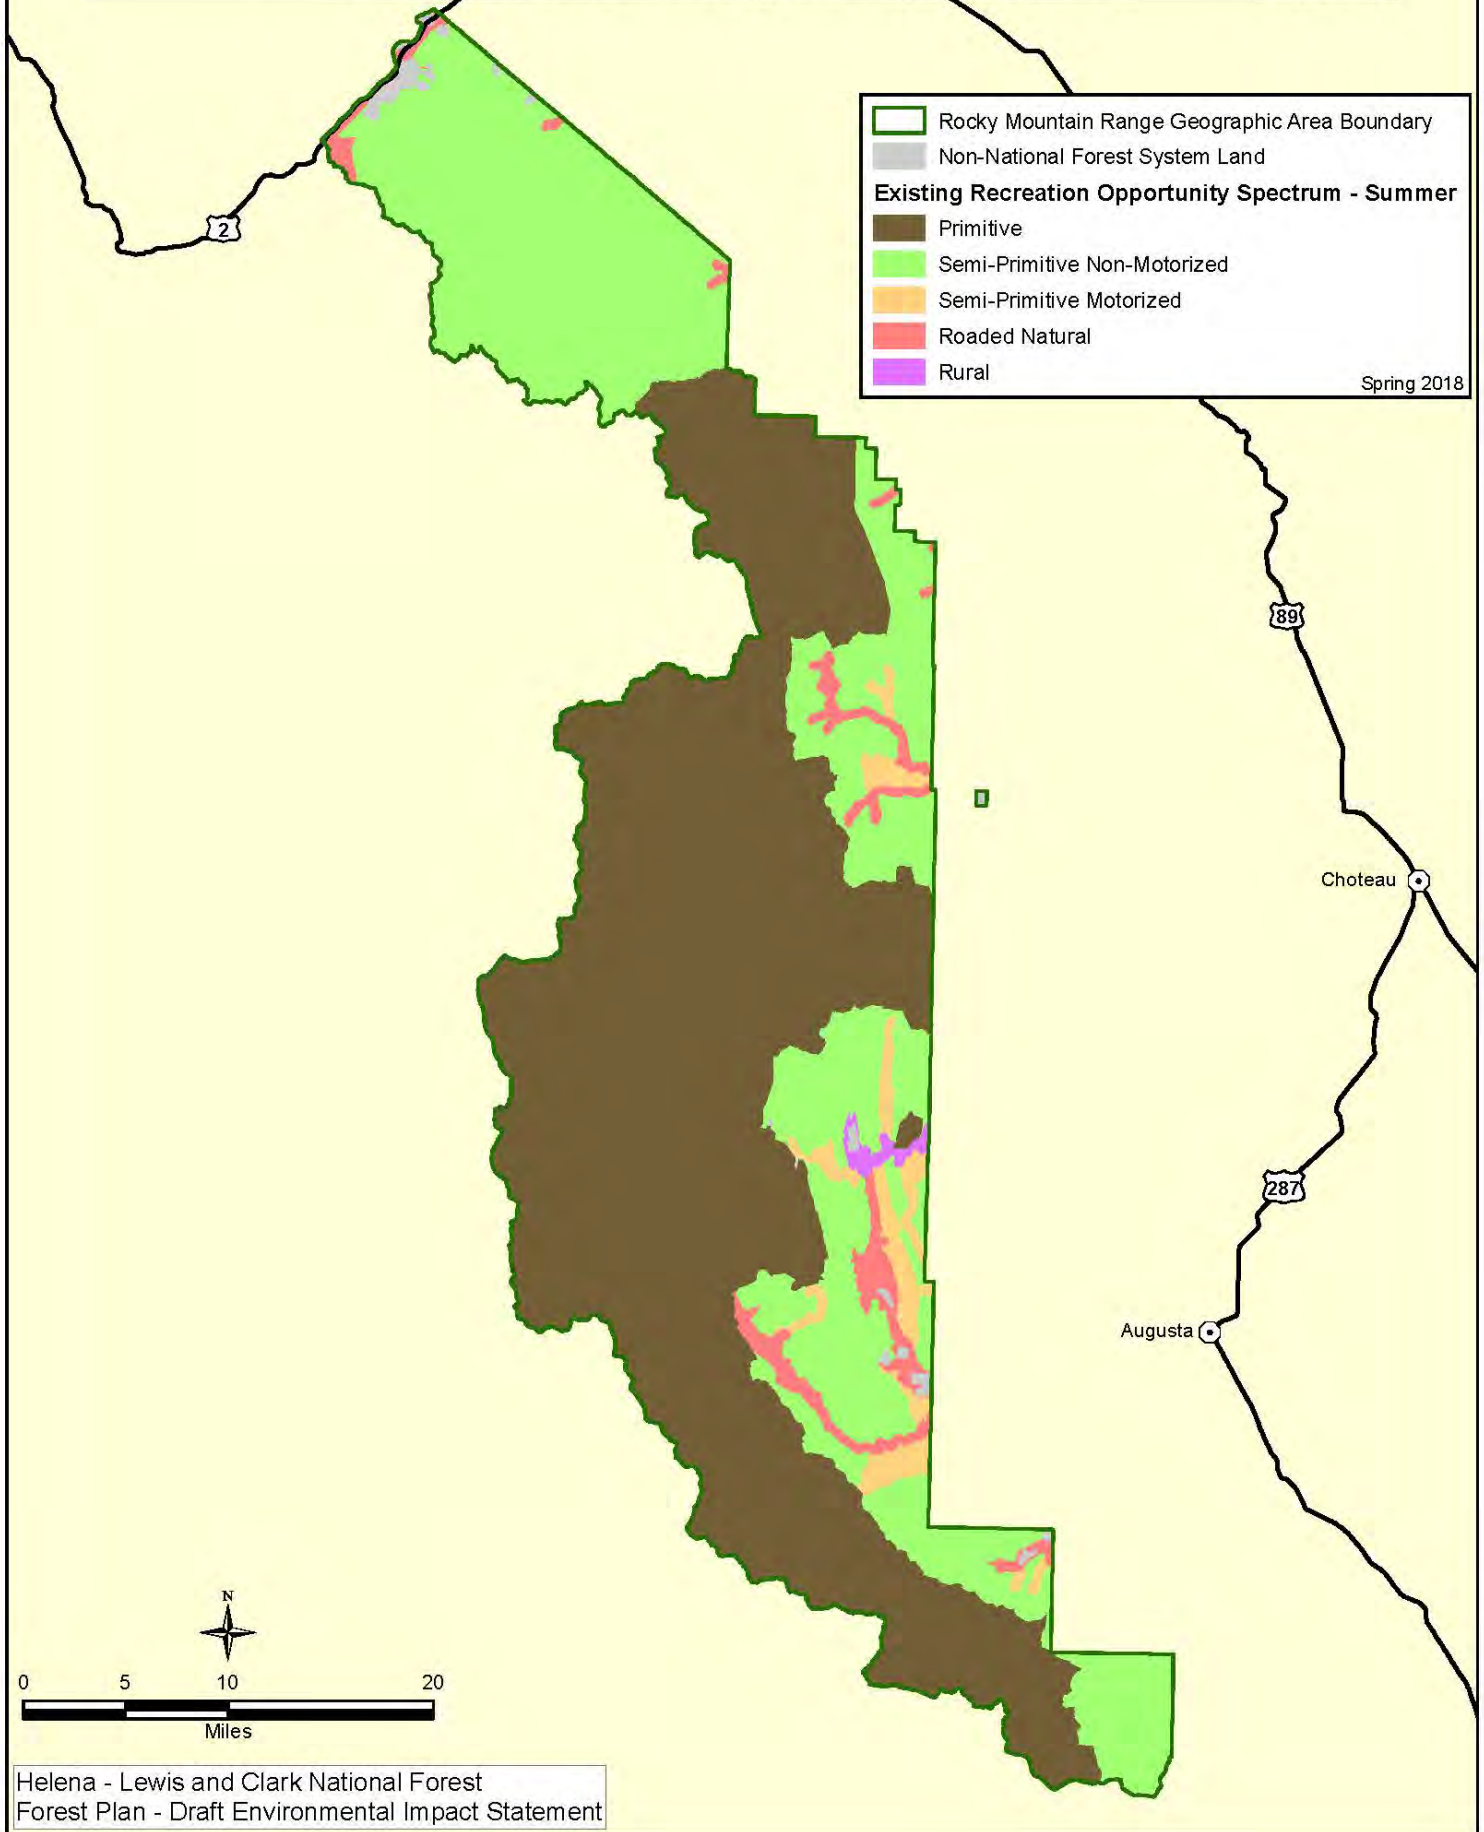 Rocky Mountain Range Geographic Area Boundary
Non-National Forest System Land
Existing Recreation Opportunity Spectrum - Summer
Primitive
Semi-Primitive Non-Motorized
Semi-Primitive Motorized
Roaded Natural
Rural
Spring 2018
2
89
Choteau
287
Augusta
N
0 5 10 20
Miles
Helena - Lewis and Clark National Forest
Forest Plan - Draft Environmental Impact Statement